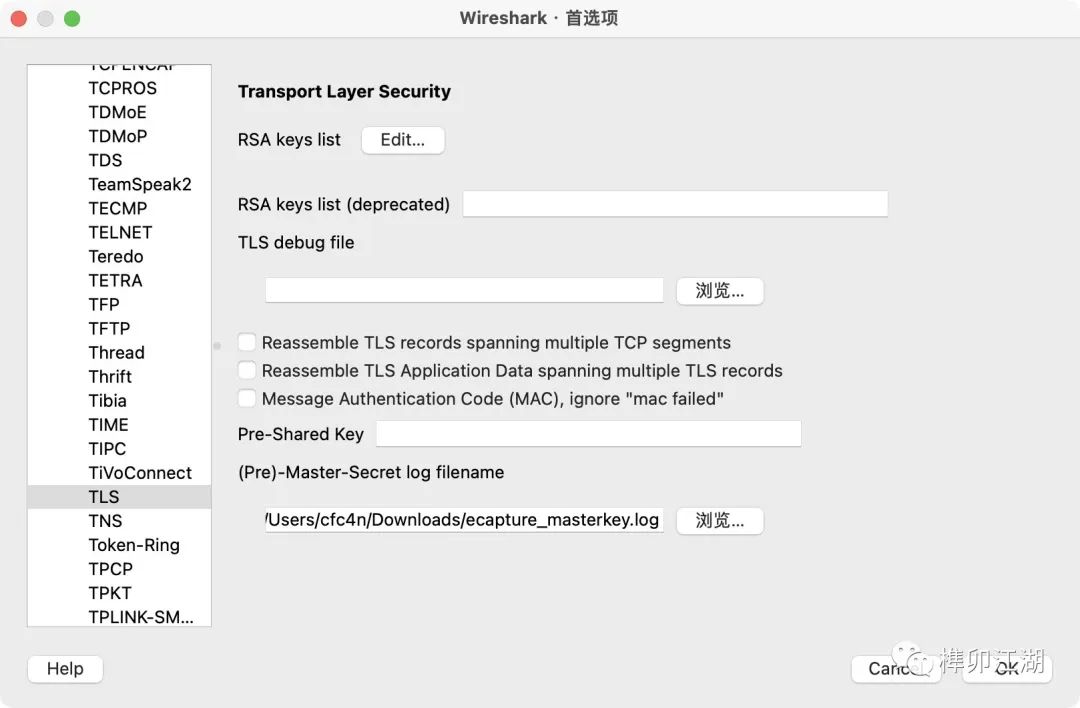 Wireshark · 首选项
TCPENCAP
TCPROS
TDMoE
TDMoP
TDS
TeamSpeak2
TECMP
TELNET
Teredo
TETRA
TFP
TFTP
Thread
Thrift
Tibia
TIME
TIPC
TiVoConnect
TLS
TNS
Token-Ring
TPCP
TPKT
TPLINK-SM...
Transport Layer Security
RSA keys list Edit...
RSA keys list (deprecated)
TLS debug file
浏览...
Reassemble TLS records spanning multiple TCP segments
Reassemble TLS Application Data spanning multiple TLS records
Message Authentication Code (MAC), ignore "mac failed"
Pre-Shared Key
(Pre)-Master-Secret log filename
/Users/cfc4n/Downloads/ecapture_masterkey.log 浏览...
Help
Cancel
OK
榫卯江湖